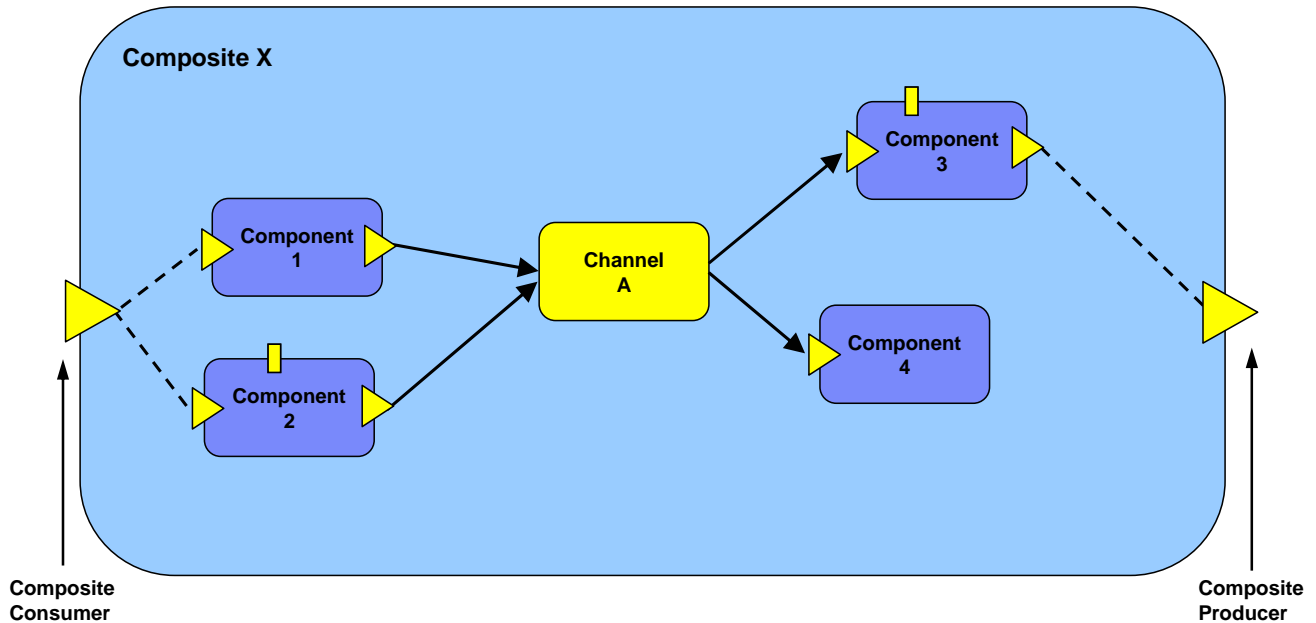 Composite X
Component
3
Component
1
Channel
A
Component
4
Component
2
Composite
Consumer
Composite
Producer